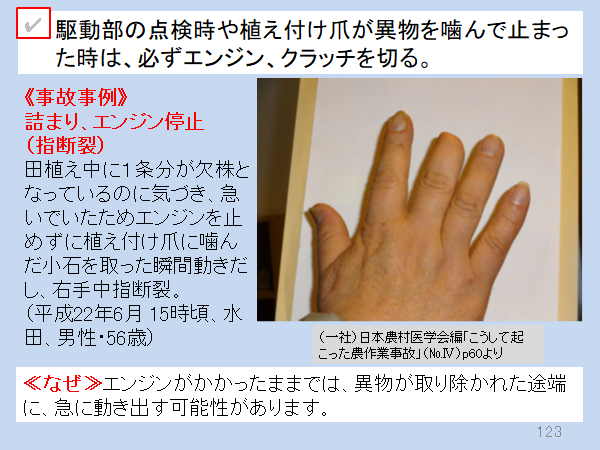 ✔
駆動部の点検時や植え付け爪が異物を噛んで止まっ
た時は、必ずエンジン、クラッチを切る。
《事故事例》
詰まり、エンジン停止
（指断裂）
田植え中に１条分が欠株と
なっているのに気づき、急
いでいたためエンジンを止
めずに植え付け爪に噛ん
だ小石を取った瞬間動きだ
し、右手中指断裂。
（平成22年6月 15時頃、水
田、男性・56歳）
（一社）日本農村医学会編「こうして起
こった農作業事故」（№Ⅳ）p60より
≪なぜ≫エンジンがかかったままでは、異物が取り除かれた途端
に、急に動き出す可能性があります。
123